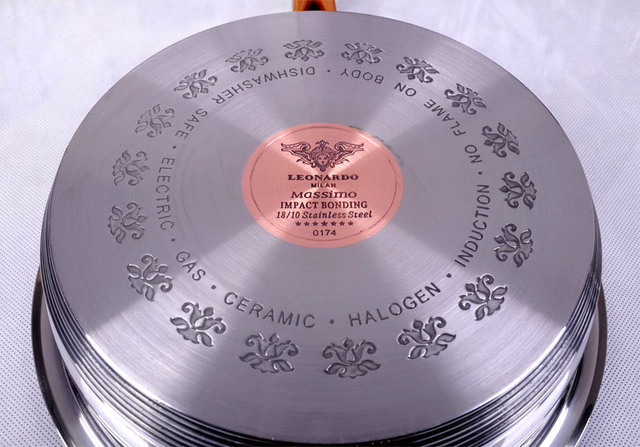 LEONARDO
MILAN
Massimo
IMPACT BONDING
18/10 Stainless Steel
★★★★★★★
0174
ELECTRIC • GAS • CERAMIC • HALOGEN • INDUCTION • NO FLAME ON BODY • DISHWASHER SAFE •